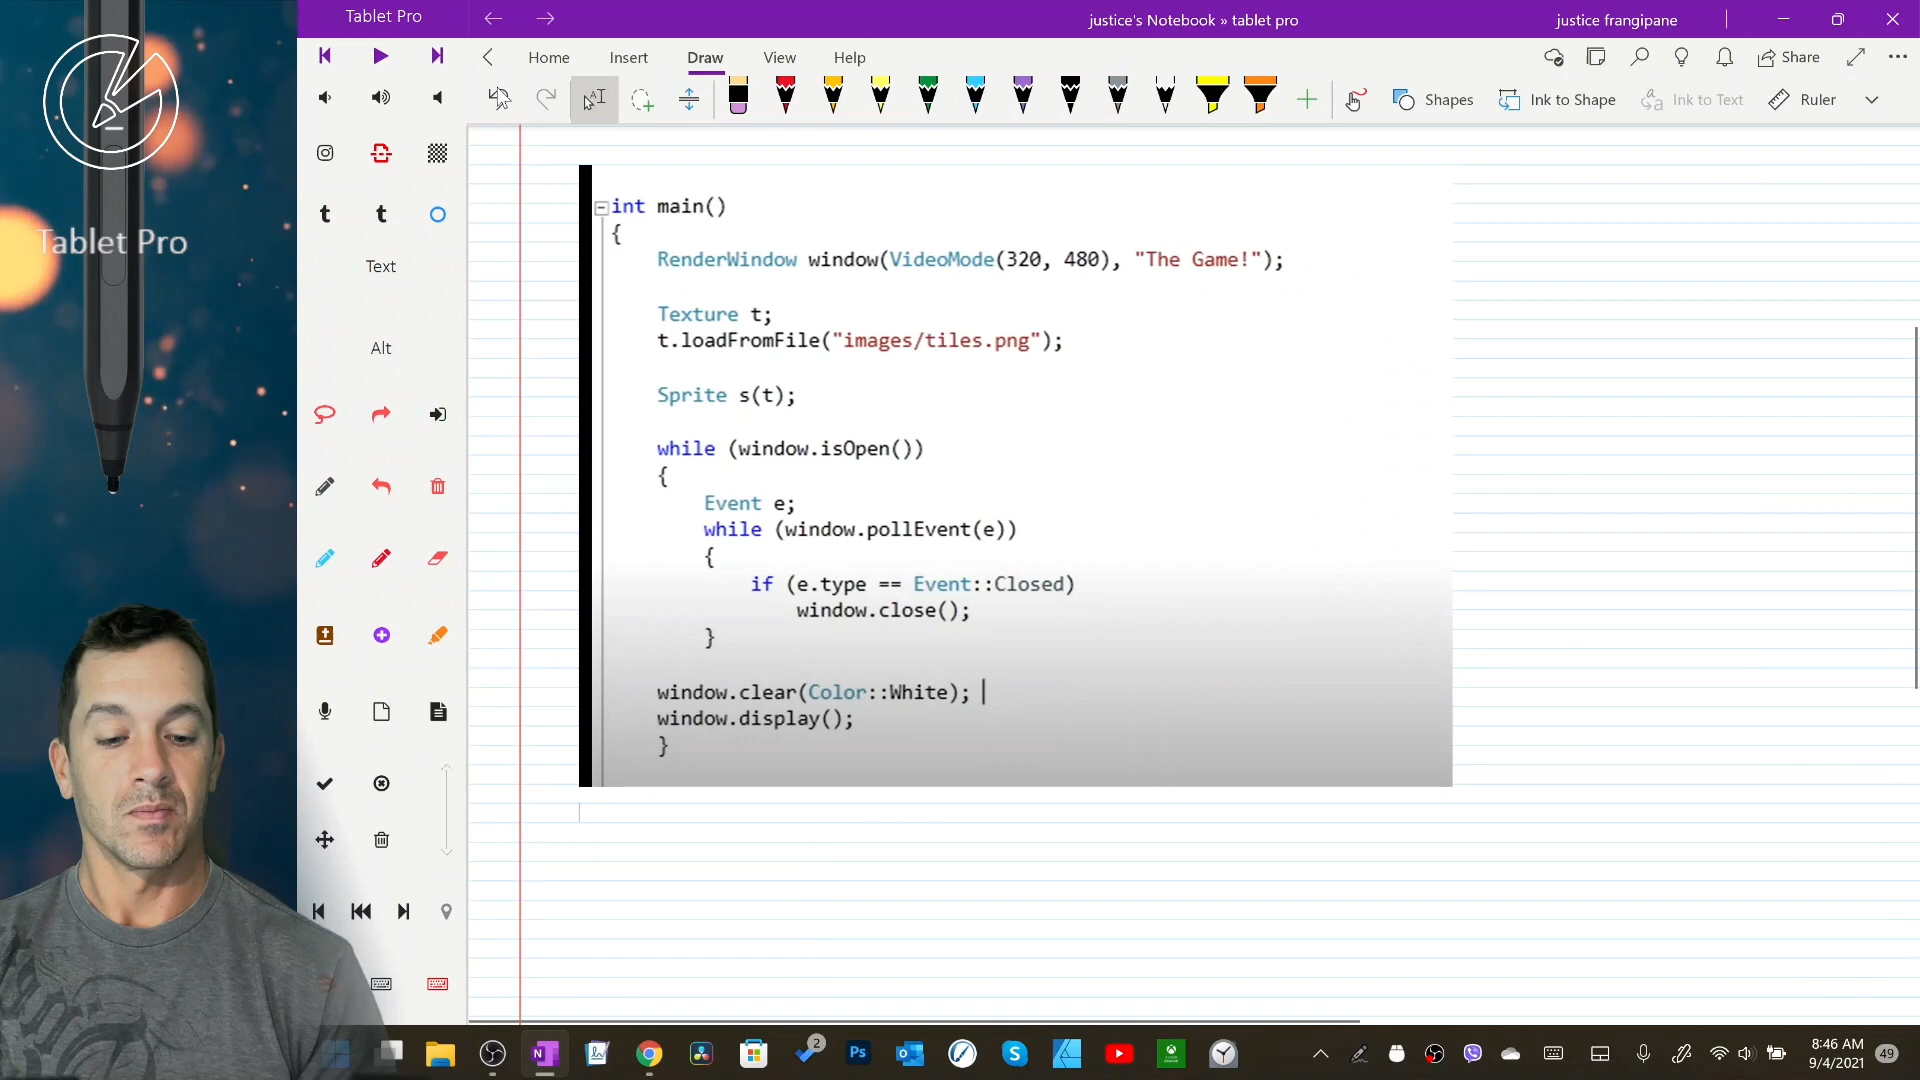 Tablet Pro
justice's Notebook » tablet pro
justice frangipane
Home
Insert
Draw
View
Help
Share
Shapes
Ink to Shape
Ink to Text
Ruler
Tablet Pro
t
t
Text
Alt
int main()
{
RenderWindow window(VideoMode(320, 480), "The Game!");
Texture t;
t.loadFromFile("images/tiles.png");
Sprite s(t);
while (window.isOpen())
{
Event e;
while (window.pollEvent(e))
{
if (e.type == Event::Closed)
window.close();
}
window.clear(Color::White);
window.display();
}
2
Ps
8:46 AM
9/4/2021
49